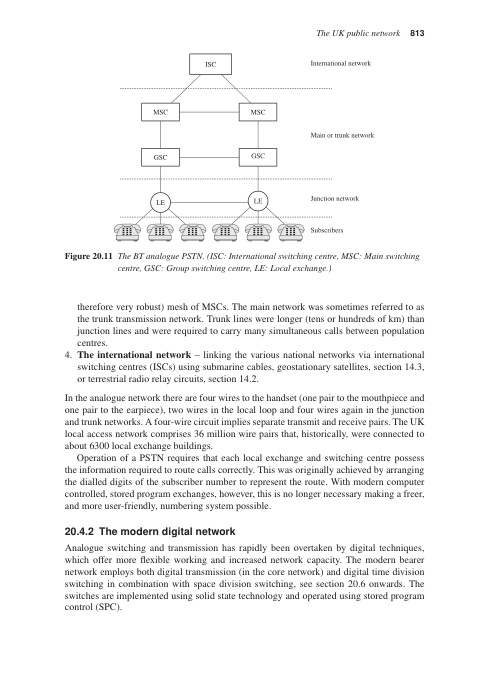 The UK public network 813
ISC
International network
MSC
MSC
Main or trunk network
GSC
GSC
LE
LE
Junction network
Subscribers
Figure 20.11 The BT analogue PSTN. (ISC: International switching centre, MSC: Main switching
centre, GSC: Group switching centre, LE: Local exchange.)
therefore very robust) mesh of MSCs. The main network was sometimes referred to as
the trunk transmission network. Trunk lines were longer (tens or hundreds of km) than
junction lines and were required to carry many simultaneous calls between population
centres.
4. The international network – linking the various national networks via international
switching centres (ISCs) using submarine cables, geostationary satellites, section 14.3,
or terrestrial radio relay circuits, section 14.2.
In the analogue network there are four wires to the handset (one pair to the mouthpiece and
one pair to the earpiece), two wires in the local loop and four wires again in the junction
and trunk networks. A four-wire circuit implies separate transmit and receive pairs. The UK
local access network comprises 36 million wire pairs that, historically, were connected to
about 6300 local exchange buildings.
Operation of a PSTN requires that each local exchange and switching centre possess
the information required to route calls correctly. This was originally achieved by arranging
the dialled digits of the subscriber number to represent the route. With modern computer
controlled, stored program exchanges, however, this is no longer necessary making a freer,
and more user-friendly, numbering system possible.
20.4.2 The modern digital network
Analogue switching and transmission has rapidly been overtaken by digital techniques,
which offer more flexible working and increased network capacity. The modern bearer
network employs both digital transmission (in the core network) and digital time division
switching in combination with space division switching, see section 20.6 onwards. The
switches are implemented using solid state technology and operated using stored program
control (SPC).